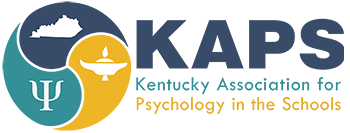 KAPS
Kentucky Association for
Psychology in the Schools
Ψ